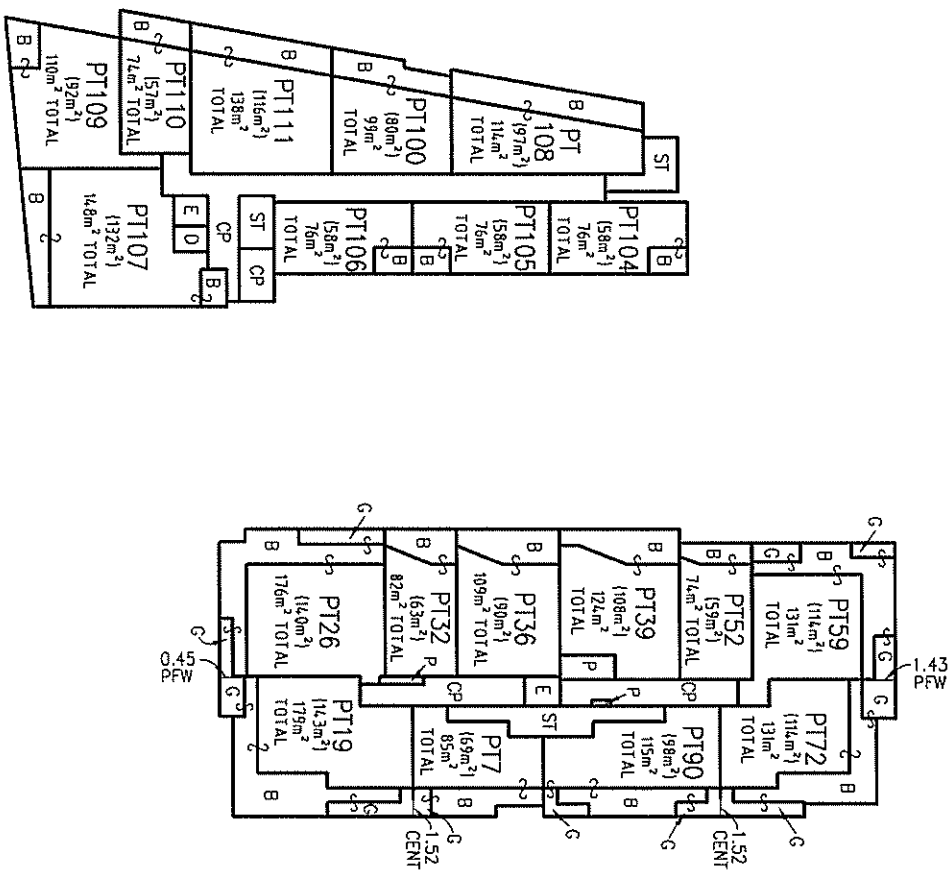 B
PT109
(92m²)
110m² TOTAL
B
PT110
(57m²)
74m² TOTAL
B
PT111
(116m²)
138m²
TOTAL
B
PT100
(80m²)
99m²
TOTAL
B
PT
108
(97m²)
114m²
TOTAL
ST
B
PT107
(132m²)
148m² TOTAL
E
D
CP
B
ST
CP
PT106
(58m²)
76m²
TOTAL
B
B
PT105
(58m²)
76m²
TOTAL
PT104
(58m²)
76m²
TOTAL
B
G
B
B
B
B
B
G
B
G
PT26
(140m²)
176m² TOTAL
PT32
(63m²)
82m² TOTAL
PT36
(90m²)
109m² TOTAL
PT39
(108m²)
124m²
TOTAL
PT52
(59m²)
74m² TOTAL
PT59
(114m²)
131m²
TOTAL
G
G
0.45
PFW
G
P
CP
E
P
P
CP
G
1.43
PFW
PT19
(143m²)
179m²
TOTAL
ST
PT7
(69m²)
85m²
TOTAL
PT90
(98m²)
115m²
TOTAL
PT72
(114m²)
131m²
TOTAL
B
B
G
B
G
B
G
G
G
1.52
CENT
1.52
CENT